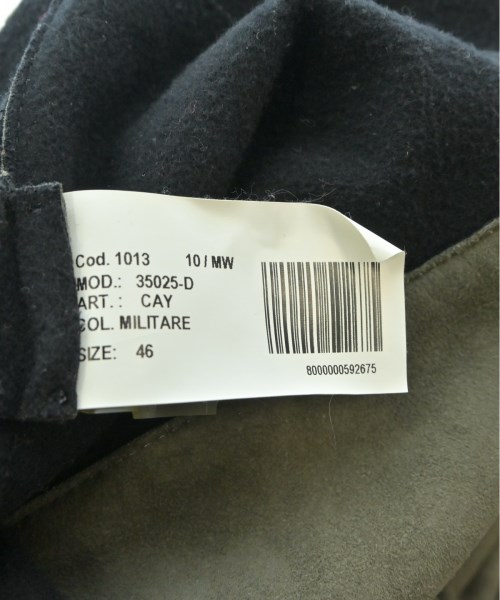 Cod. 1013 10 / MW
MOD.: 35025-D
ART. : CAY
COL. MILITARE
SIZE: 46
8000000592675